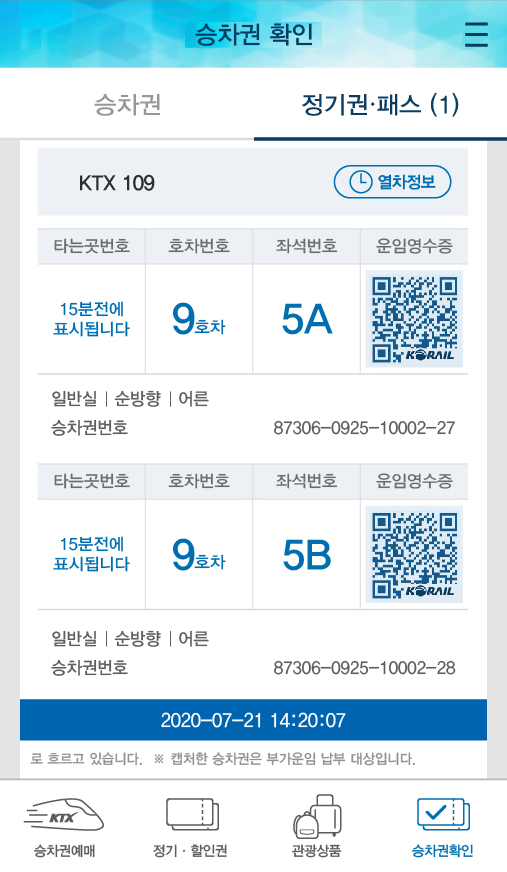 승차권 확인
승차권 정기권·패스 (1)
KTX 109 열차정보
타는곳번호 호차번호 좌석번호 운임영수증
15분전에
표시됩니다
9호차 5A
KORAIL
일반실 | 순방향 | 어른
승차권번호 87306-0925-10002-27
타는곳번호 호차번호 좌석번호 운임영수증
15분전에
표시됩니다
9호차 5B
KORAIL
일반실 | 순방향 | 어른
승차권번호 87306-0925-10002-28
2020-07-21 14:20:07
로 흐르고 있습니다. ※ 캡처한 승차권은 부가운임 납부 대상입니다.
KTX
승차권예매 정기·할인권 관광상품 승차권확인